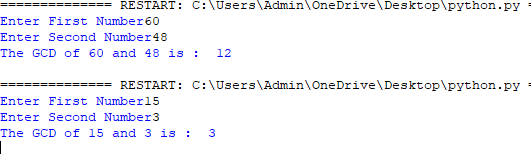 ============== RESTART: C:\Users\Admin\OneDrive\Desktop\python.py =
Enter First Number60
Enter Second Number48
The GCD of 60 and 48 is :  12
============== RESTART: C:\Users\Admin\OneDrive\Desktop\python.py =
Enter First Number15
Enter Second Number3
The GCD of 15 and 3 is :  3